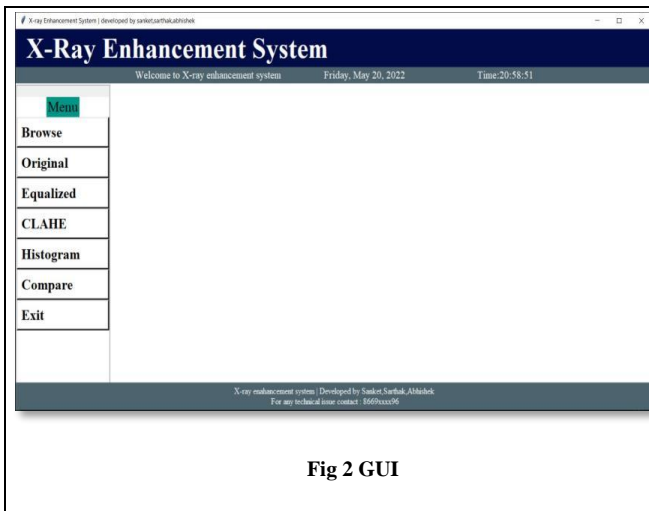 X-ray Enhancement System | developed by sanket,sarthak,abhishek
X-Ray Enhancement System
Welcome to X-ray enhancement system Friday, May 20, 2022 Time:20:58:51
Menu
Browse
Original
Equalized
CLAHE
Histogram
Compare
Exit
X-ray enahancement system | Developed by Sanket,Sarthak,Abhishek
For any technical issue contact : 8669xxxx96
Fig 2 GUI